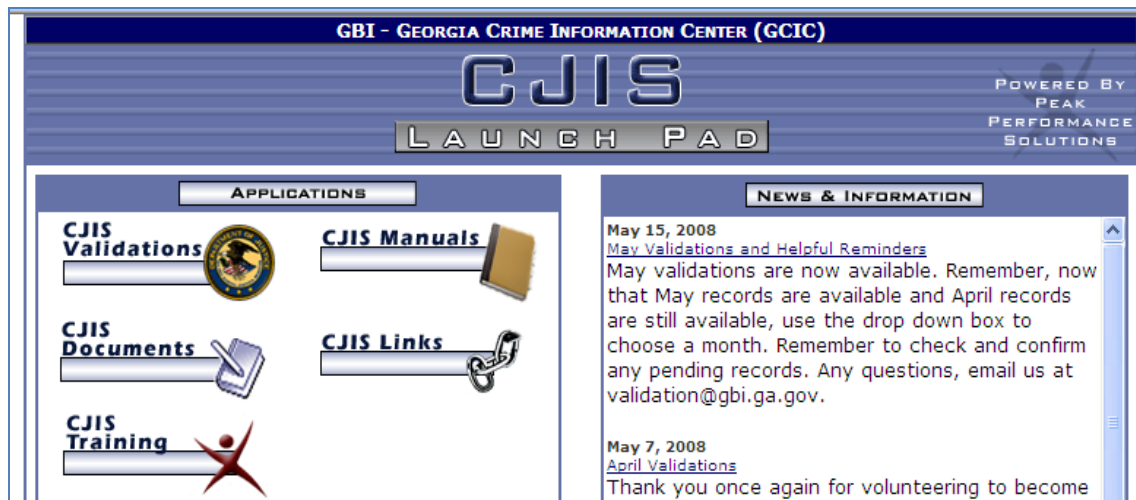 GBI - GEORGIA CRIME INFORMATION CENTER (GCIC)
CJIS
LAUNCH PAD
POWERED BY
PEAK
PERFORMANCE
SOLUTIONS
APPLICATIONS
CJIS
Validations
CJIS Manuals
CJIS
Documents
CJIS Links
CJIS
Training
NEWS & INFORMATION
May 15, 2008
May Validations and Helpful Reminders
May validations are now available. Remember, now
that May records are available and April records
are still available, use the drop down box to
choose a month. Remember to check and confirm
any pending records. Any questions, email us at
validation@gbi.ga.gov.
May 7, 2008
April Validations
Thank you once again for volunteering to become